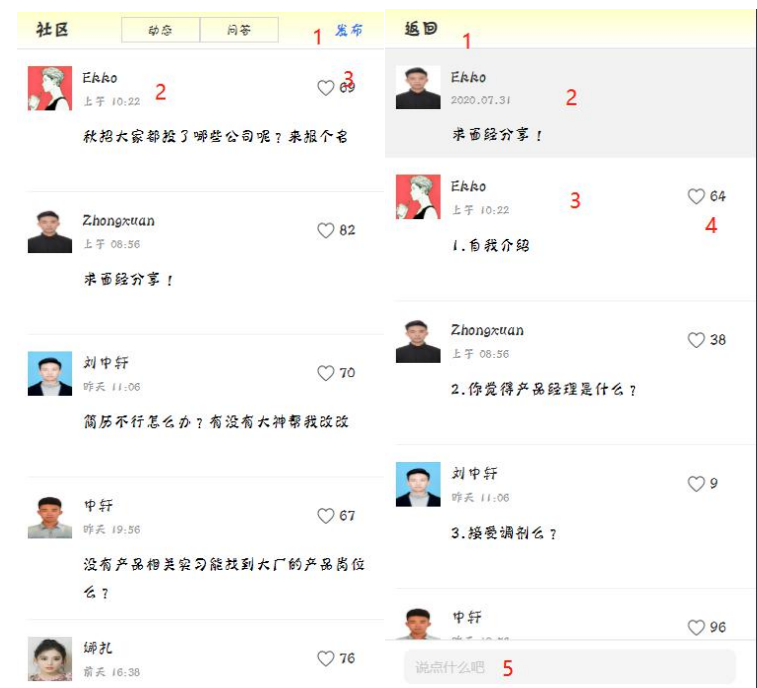 社区
动态
问答
1
发布
Ekko
上午 10:22
2
3
69
秋招大家都投了哪些公司呢？来报个名
Zhongxuan
上午 08:56
82
求面经分享！
刘中轩
昨天 11:06
70
简历不行怎么办？有没有大神帮我改改
中轩
昨天 19:56
67
没有产品相关实习能找到大厂的产品岗位
么？
娜扎
前天 16:38
76
返回
1
Ekko
2020.07.31
2
求面经分享！
Ekko
上午 10:22
3
64
4
1.自我介绍
Zhongxuan
上午 08:56
38
2.你觉得产品经理是什么？
刘中轩
昨天 11:06
9
3.接受调剂么？
中轩
96
说点什么吧
5